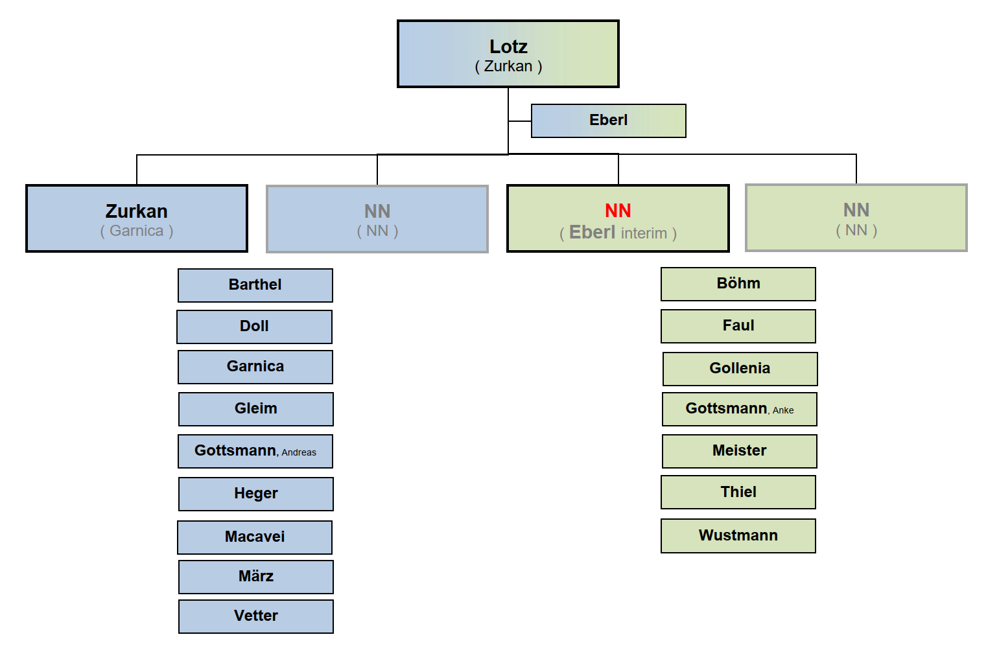 Lotz
( Zurkan )
Eberl
Zurkan
( Garnica )
NN
( NN )
NN
( Eberl interim )
NN
( NN )
Barthel
Doll
Garnica
Gleim
Gottsmann, Andreas
Heger
Macavei
März
Vetter
Böhm
Faul
Gollenia
Gottsmann, Anke
Meister
Thiel
Wustmann